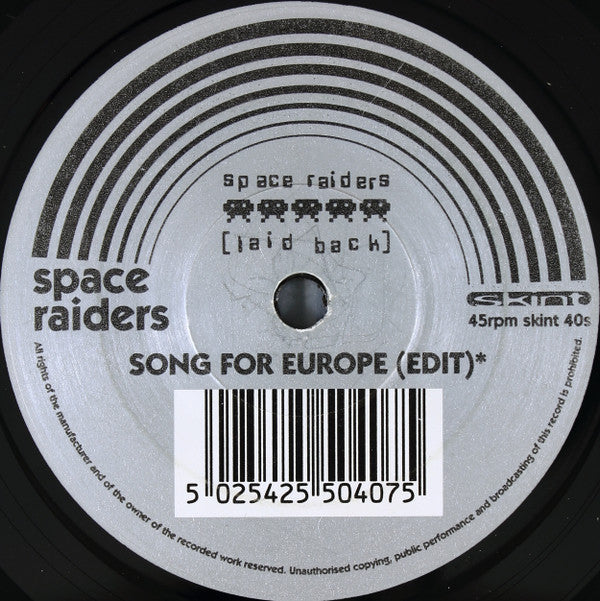 space raiders
[laid back]
space
raiders
skint
45rpm skint 40s
SONG FOR EUROPE (EDIT)*
5 025425 504075
All rights of the manufacturer and of the owner of the recorded work reserved. Unauthorised copying, public performance and broadcasting of this record is prohibited.